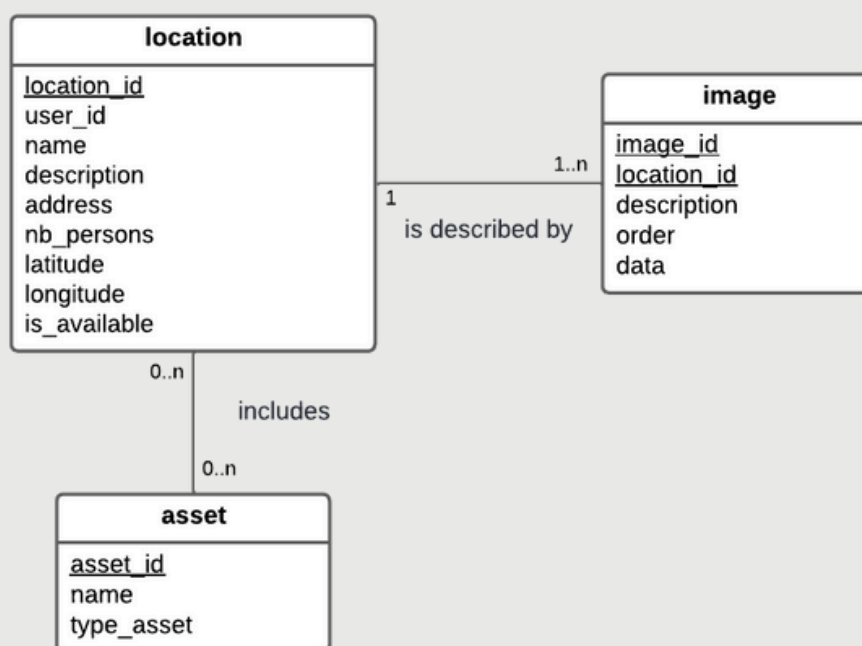 location
location_id
user_id
name
description
address
nb_persons
latitude
longitude
is_available
image
image_id
location_id
description
order
data
1..n
1
is described by
0..n
includes
0..n
asset
asset_id
name
type_asset